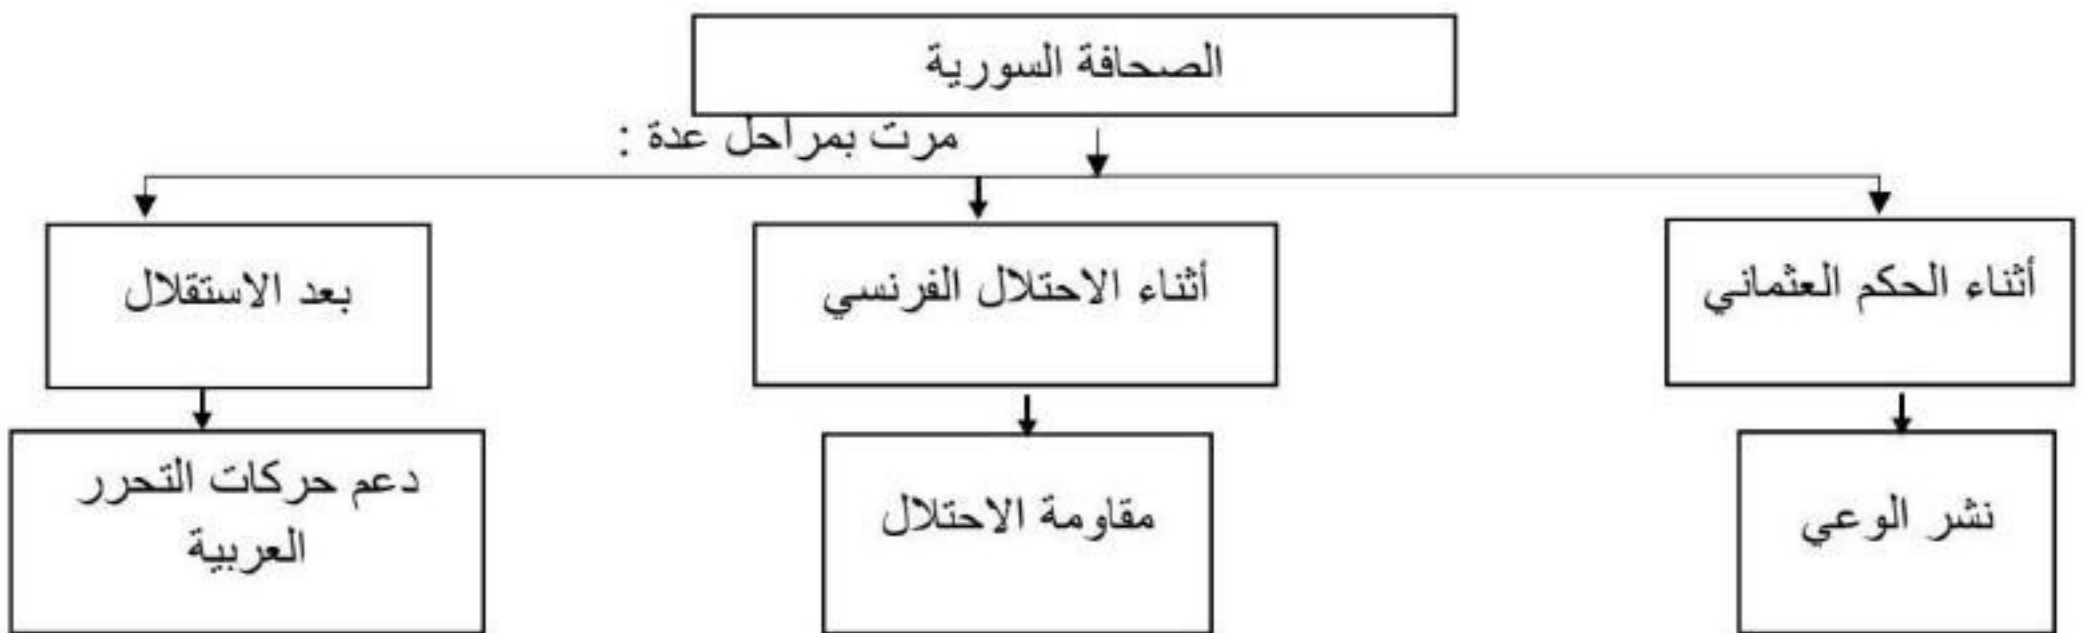 الصحافة السورية
مرت بمراحل عدة :
أثناء الحكم العثماني
أثناء الاحتلال الفرنسي
بعد الاستقلال
نشر الوعي
مقاومة الاحتلال
دعم حركات التحرر
العربية